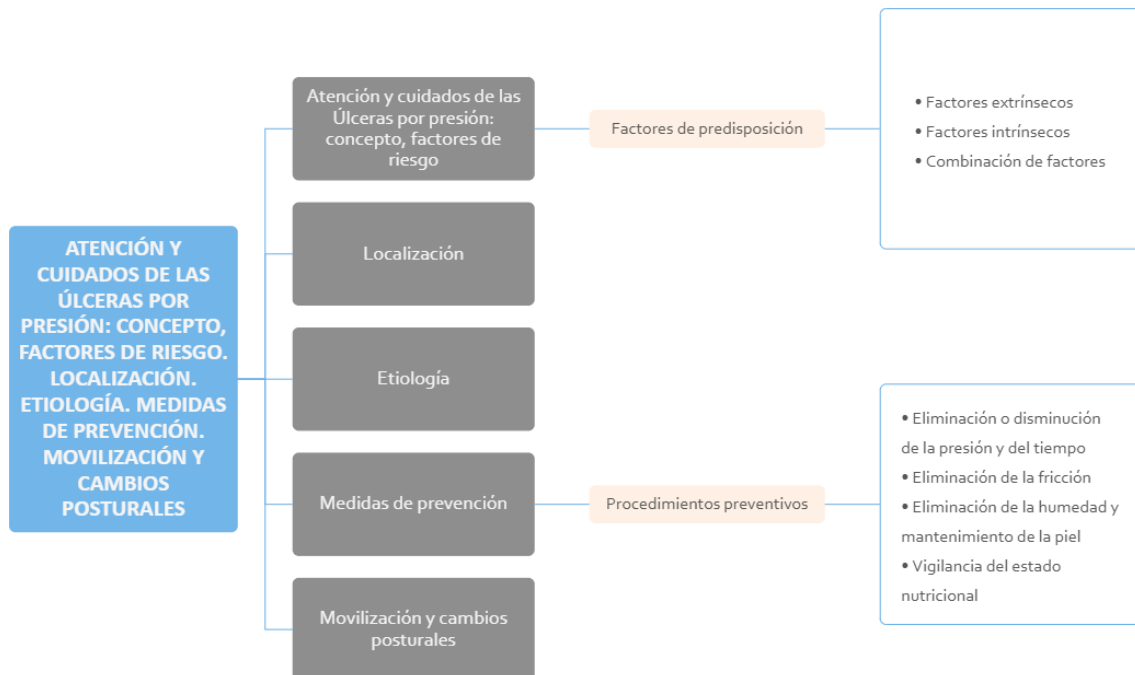 ATENCIÓN Y
CUIDADOS DE LAS
ÚLCERAS POR
PRESIÓN: CONCEPTO,
FACTORES DE RIESGO.
LOCALIZACIÓN.
ETIOLOGÍA. MEDIDAS
DE PREVENCIÓN.
MOVILIZACIÓN Y
CAMBIOS
POSTURALES
Atención y cuidados de las
Úlceras por presión:
concepto, factores de
riesgo
Factores de predisposición
• Factores extrínsecos
• Factores intrínsecos
• Combinación de factores
Localización
Etiología
Medidas de prevención
Procedimientos preventivos
• Eliminación o disminución
de la presión y del tiempo
• Eliminación de la fricción
• Eliminación de la humedad y
mantenimiento de la piel
• Vigilancia del estado
nutricional
Movilización y cambios
posturales